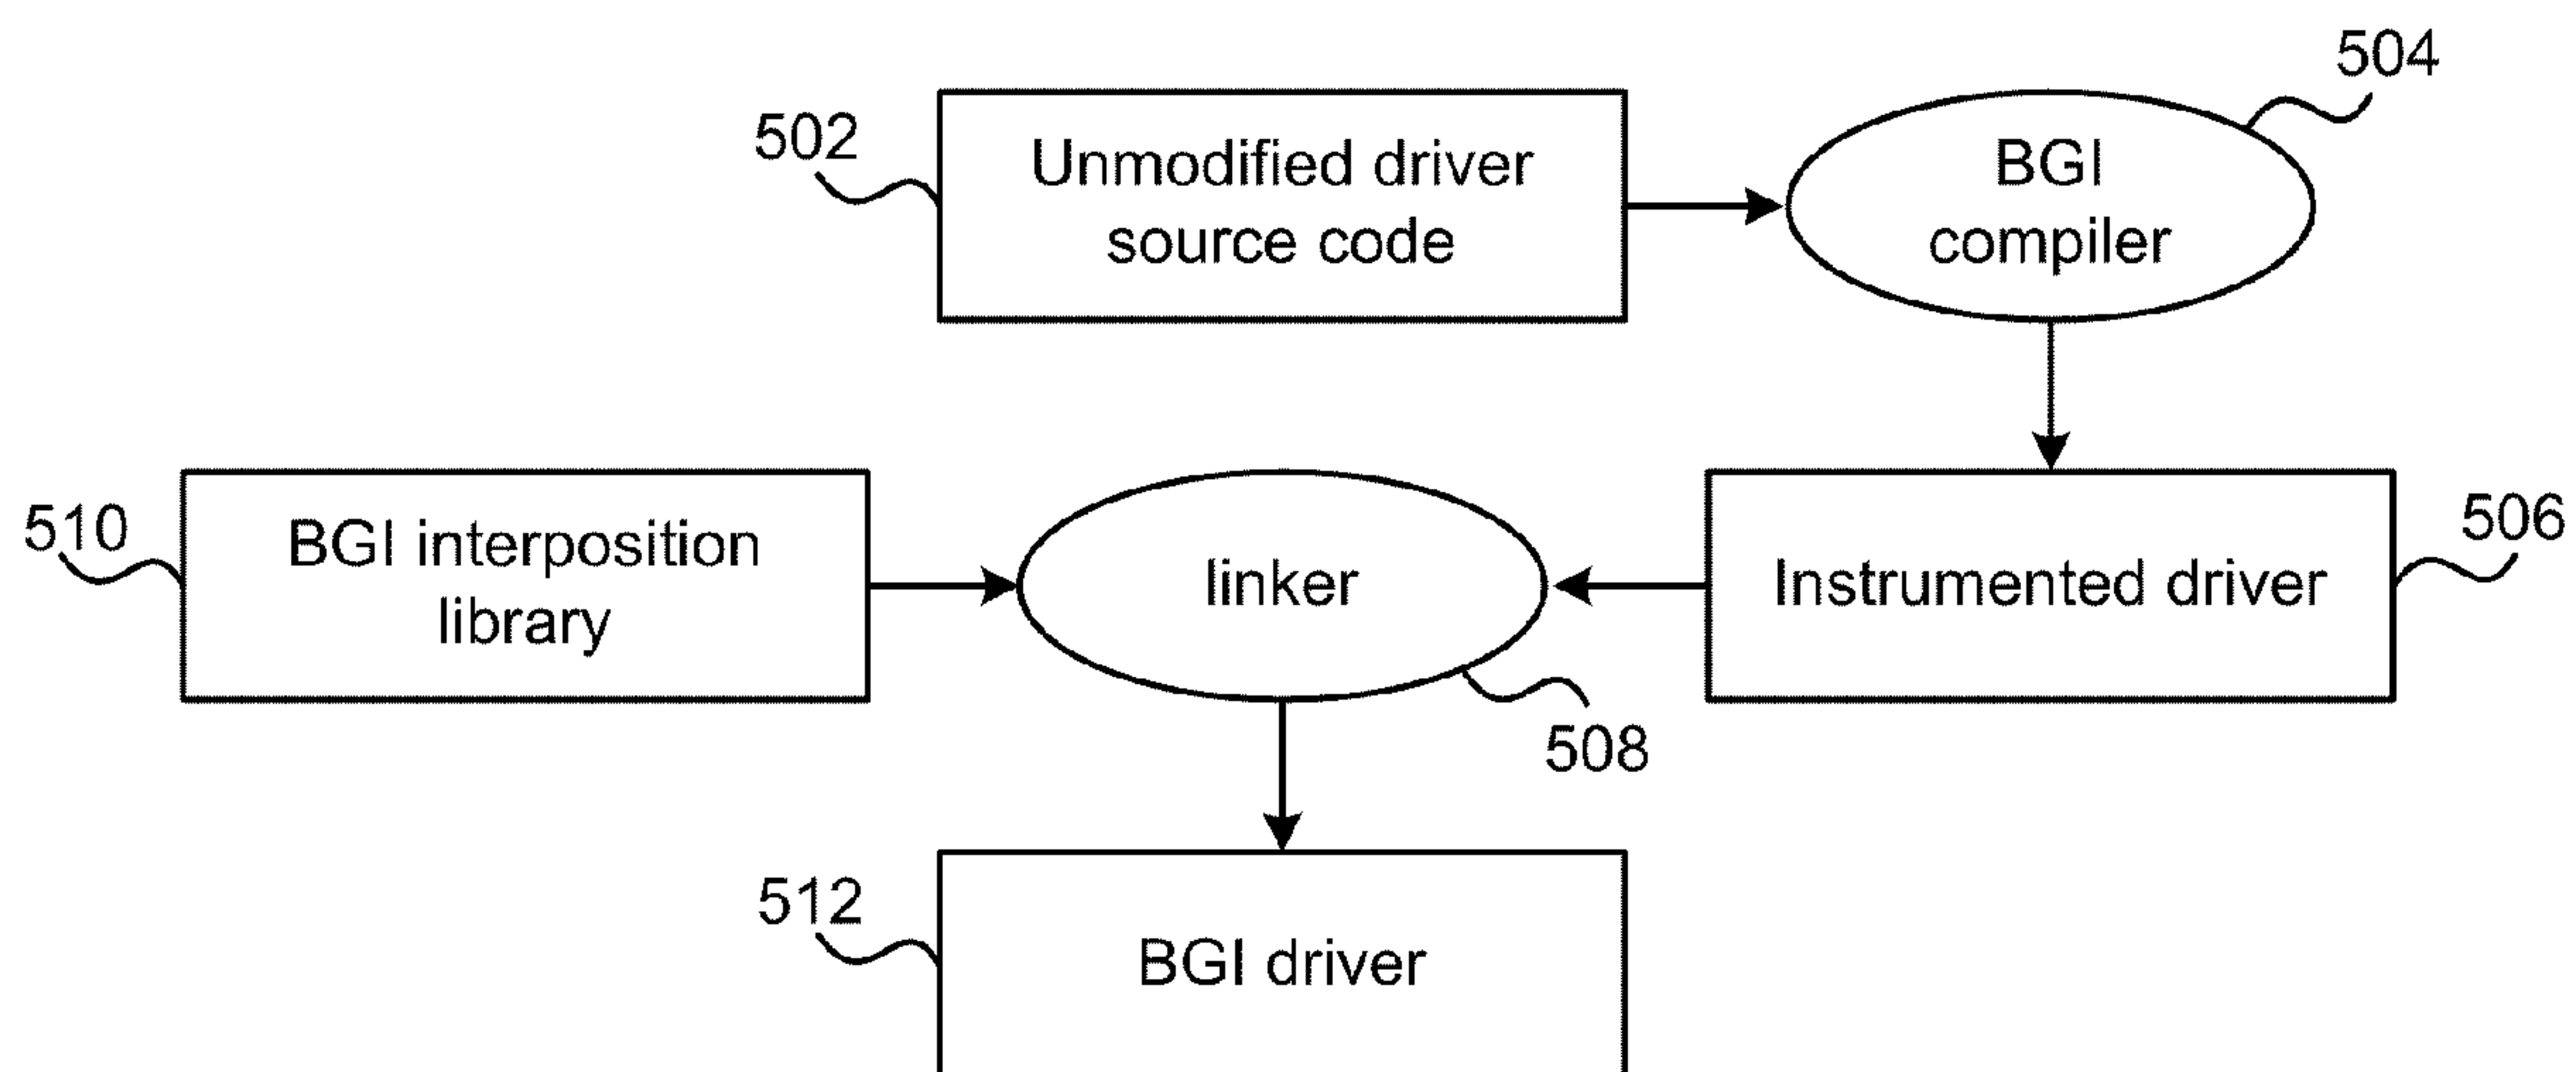 504
502
Unmodified driver
source code
BGI
compiler
510
BGI interposition
library
linker
Instrumented driver
506
508
512
BGI driver